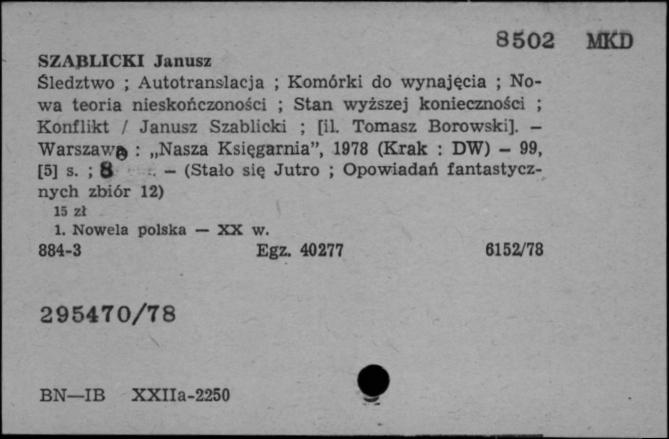 8502 MKD
SZABLICKI Janusz
Śledztwo ; Autotranslacja ; Komórki do wynajęcia ; No-
wa teoria nieskończoności ; Stan wyższej konieczności ;
Konflikt / Janusz Szablicki ; [il. Tomasz Borowski]. —
Warszawa : „Nasza Księgarnia”, 1978 (Krak : DW) — 99,
[5] s. ; 8 — (Stało się Jutro ; Opowiadań fantastycz-
nych zbiór 12)
15 zł
1. Nowela polska — XX w.
884-3 Egz. 40277 6152/78
295470/78
BN—IB XXIIa-2250